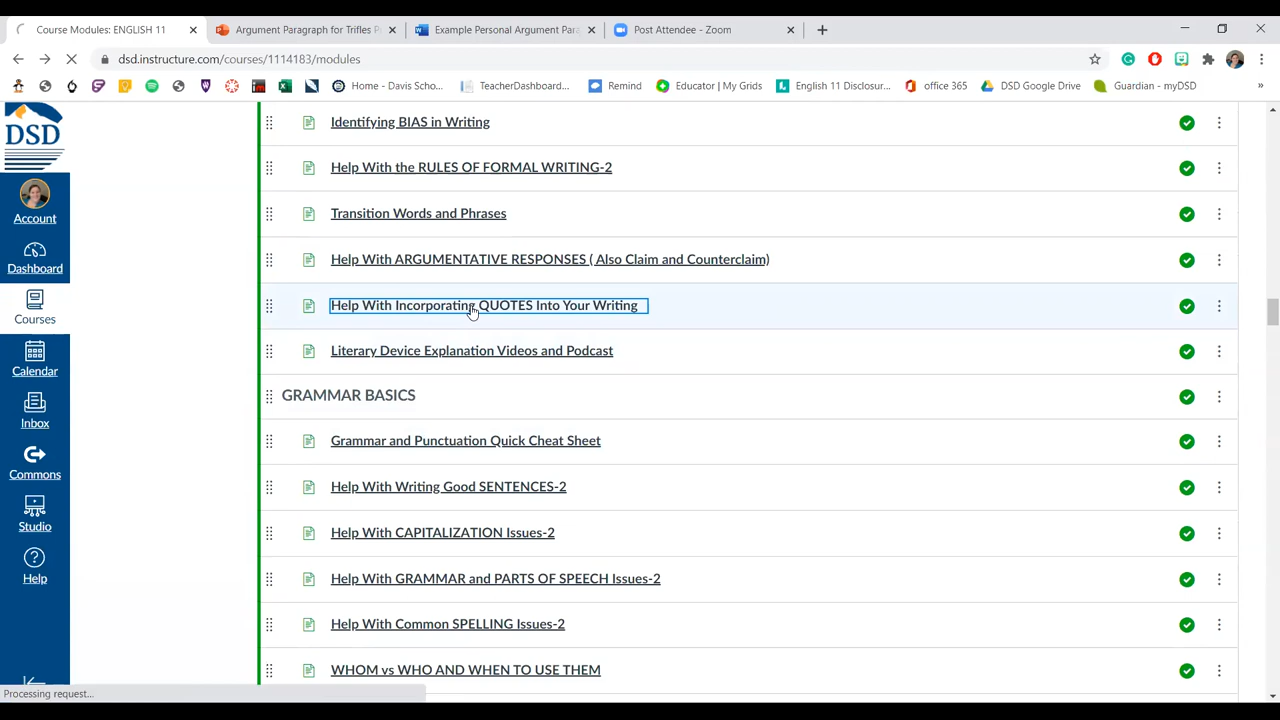 Course Modules: ENGLISH 11
Argument Paragraph for Trifles P
Example Personal Argument Para
Post Attendee - Zoom
dsd.instructure.com/courses/1114183/modules
Home - Davis Scho...
TeacherDashboard...
Remind
Educator | My Grids
English 11 Disclosur...
office 365
DSD Google Drive
Guardian - myDSD
DSD
Account
Dashboard
Courses
Calendar
Inbox
Commons
Studio
Help
Identifying BIAS in Writing
Help With the RULES OF FORMAL WRITING-2
Transition Words and Phrases
Help With ARGUMENTATIVE RESPONSES ( Also Claim and Counterclaim)
Help With Incorporating QUOTES Into Your Writing
Literary Device Explanation Videos and Podcast
GRAMMAR BASICS
Grammar and Punctuation Quick Cheat Sheet
Help With Writing Good SENTENCES-2
Help With CAPITALIZATION Issues-2
Help With GRAMMAR and PARTS OF SPEECH Issues-2
Help With Common SPELLING Issues-2
WHOM vs WHO AND WHEN TO USE THEM
Processing request...